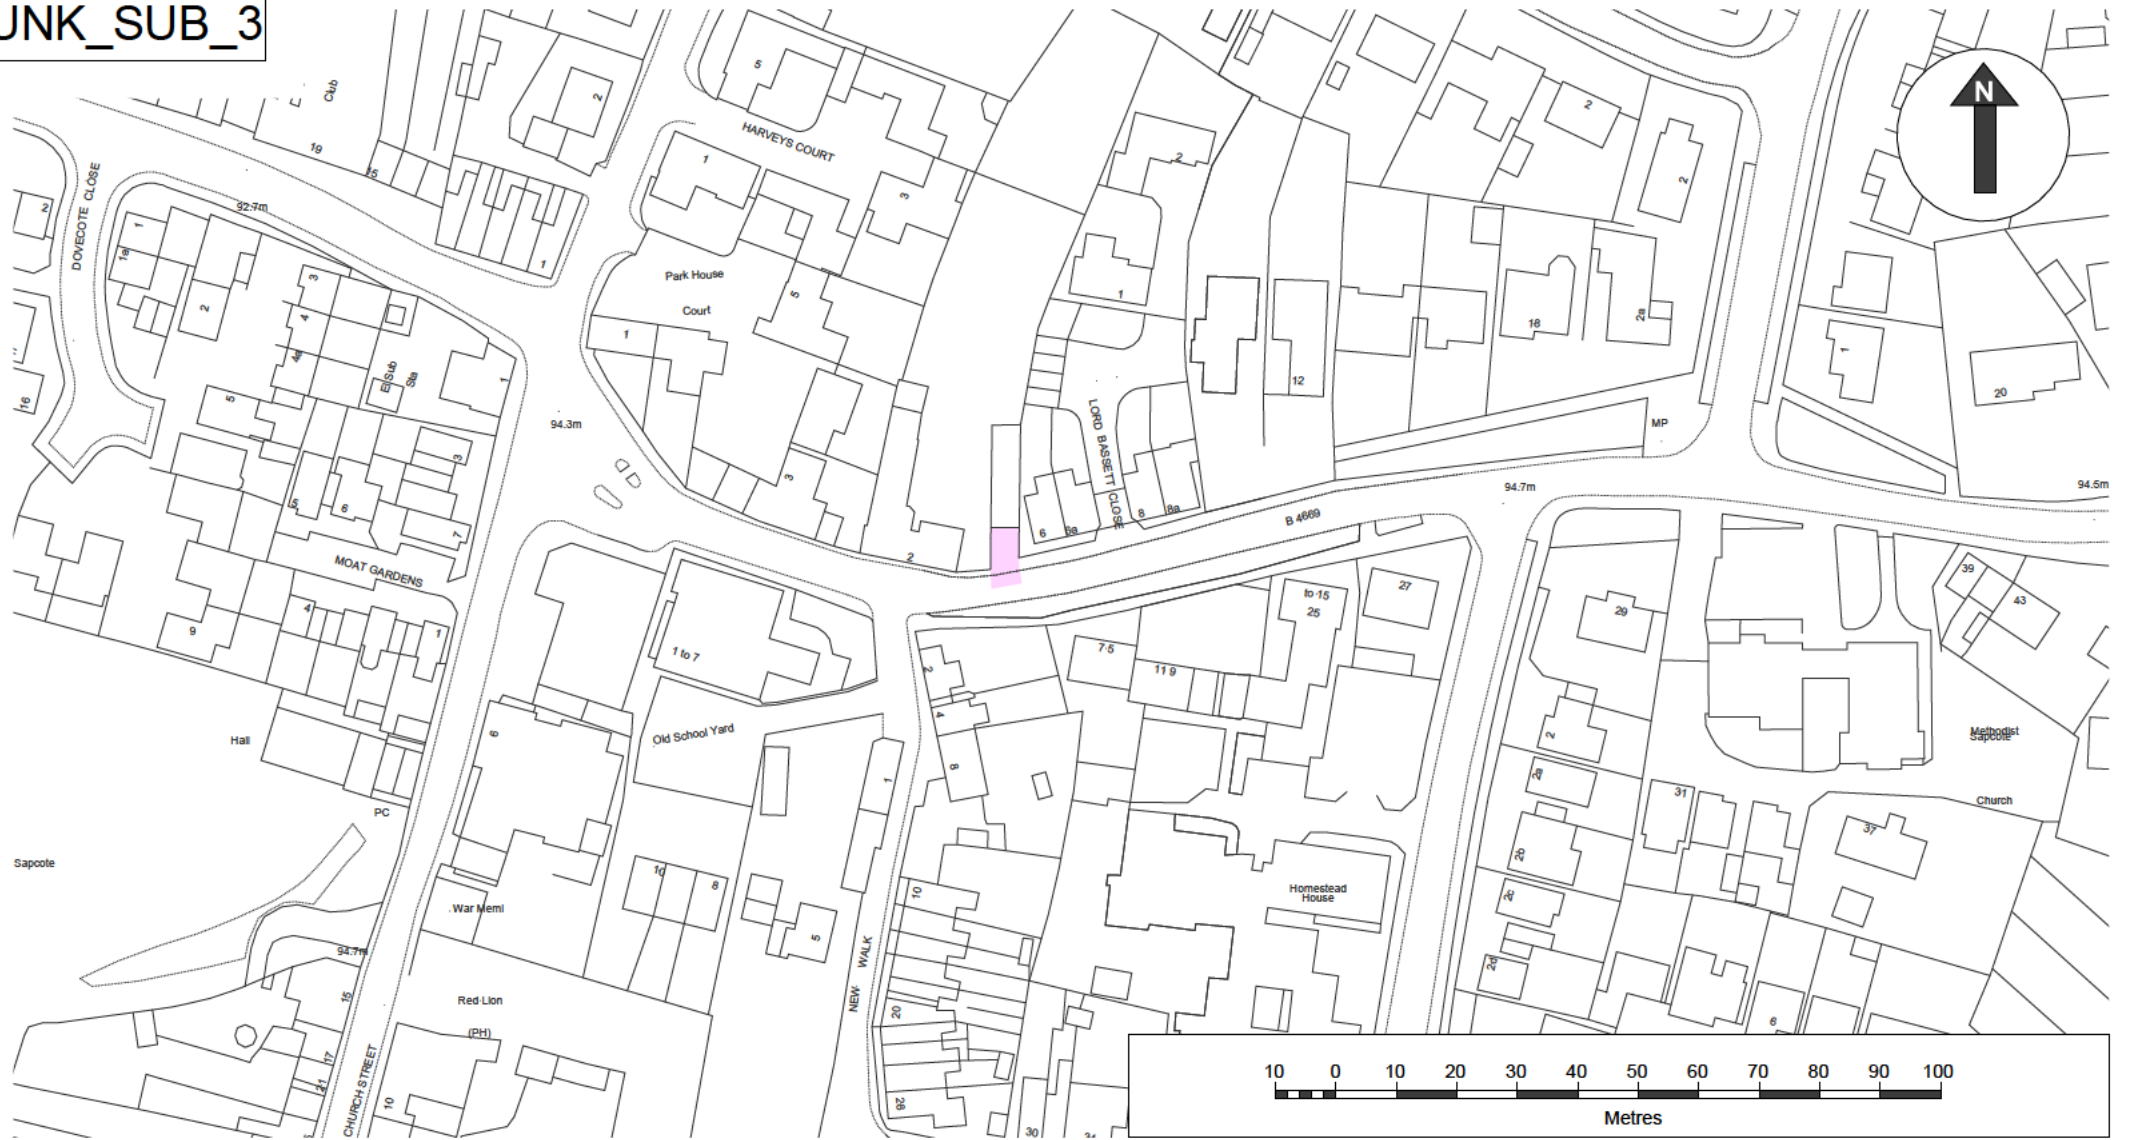 UNK_SUB_3
N
Club
19
15
2
5
HARVEYS COURT
1
3
2
2
2
DOVECOTE CLOSE
2
92.7m
1
1a
2
3
4
4a
El Sub
Sta
1
1
Park House
Court
1
5
1
12
18
2a
1
20
16
5
94.3m
3
5
6
7
3
2
LORD BASSETT CLOSE
6
6a
8
8a
B 4669
94.7m
MP
94.5m
MOAT GARDENS
4
1
9
1 to 7
Old School Yard
6
Hall
PC
Sapcote
War Meml
94.7m
15
17
21
Red Lion
(PH)
CHURCH STREET
10
10
8
5
1
NEW WALK
2
4
8
10
20
28
30
7.5
11 9
to 15
25
27
29
2
2a
2b
2c
2d
31
37
39
43
Methodist
Sapcote
Church
Homestead
House
6
10 0 10 20 30 40 50 60 70 80 90 100
Metres